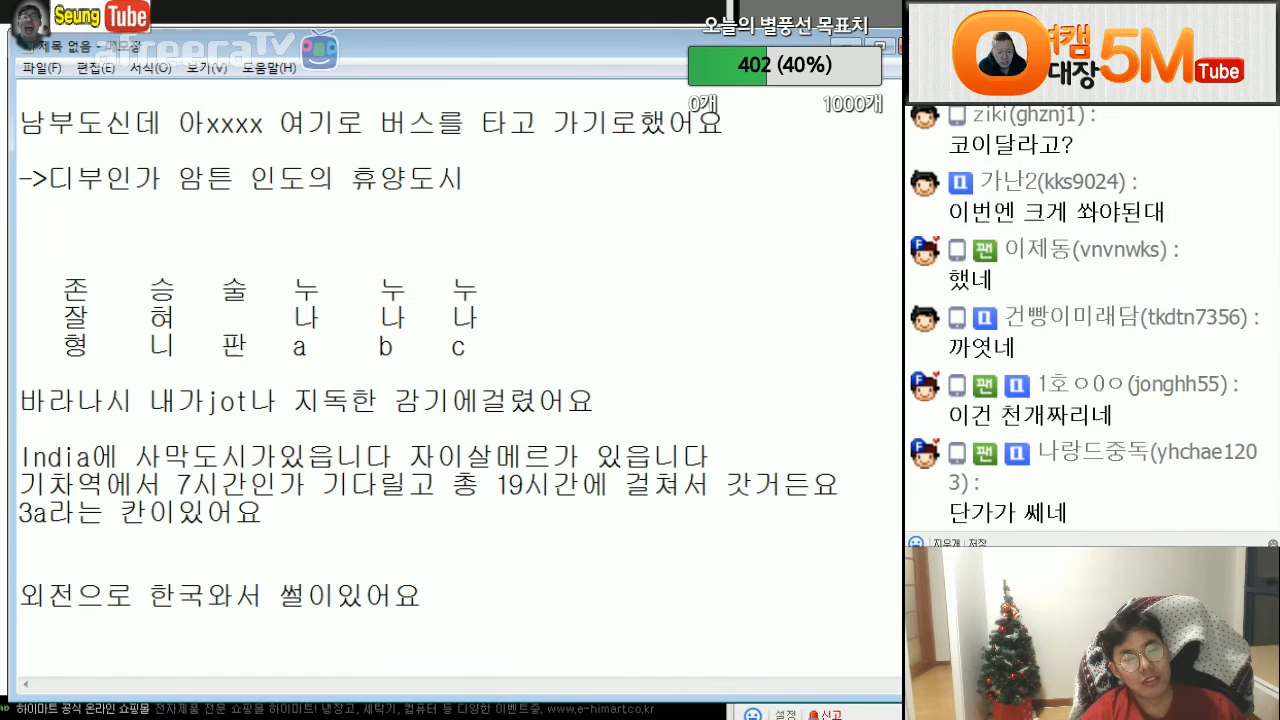 Seung Tube
제목 없음 - 메모장
afreecaTV
파일(F) 편집(E) 서식(O) 보기(V) 도움말(H)
오늘의 별풍선 목표치
402 (40%)
0개 1000개
남부도신데 아xxxx 여기로 버스를 타고 가기로했어요
->디부인가 암튼 인도의 휴양도시
존 승 술 누 누 누
잘 혀 나 나 나
형 니 판 a b c
바라나시 내가jot나 지독한 감기에걸렸어요
India에 사막도시가있읍니다 자이살메르가 있읍니다
기차역에서 7시간인가 기다릴고 총 19시간에 걸쳐서 갓거든요
3a라는 칸이있어요
외전으로 한국와서 썰이있어요
하이마트 공식 온라인 쇼핑몰 전자제품 전문 쇼핑몰 하이마트! 냉장고, 세탁기, 컴퓨터 등 다양한 이벤트중, www.e-himart.co.kr
여캠
대장 5M Tube
ziki(ghznj1) :
코이달라고?
가난2(kks9024) :
이번엔 크게 쏴야된대
팬 이제동(vnvnwks) :
했네
건빵이미래담(tkdtn7356) :
까엿네
팬 1호ㅇ0ㅇ(jonghh55) :
이건 천개짜리네
팬 나랑드중독(yhchae120
3) :
단가가 쎄네
지우개 저장
설정 신고